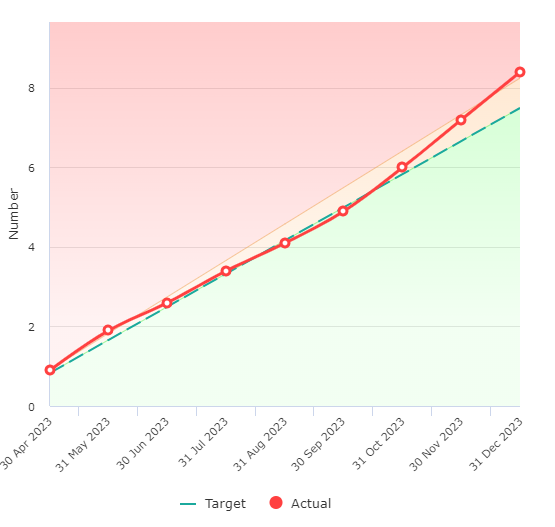 Number
8
6
4
2
0
30 Apr 2023
31 May 2023
30 Jun 2023
31 Jul 2023
31 Aug 2023
30 Sep 2023
31 Oct 2023
30 Nov 2023
31 Dec 2023
Target
Actual